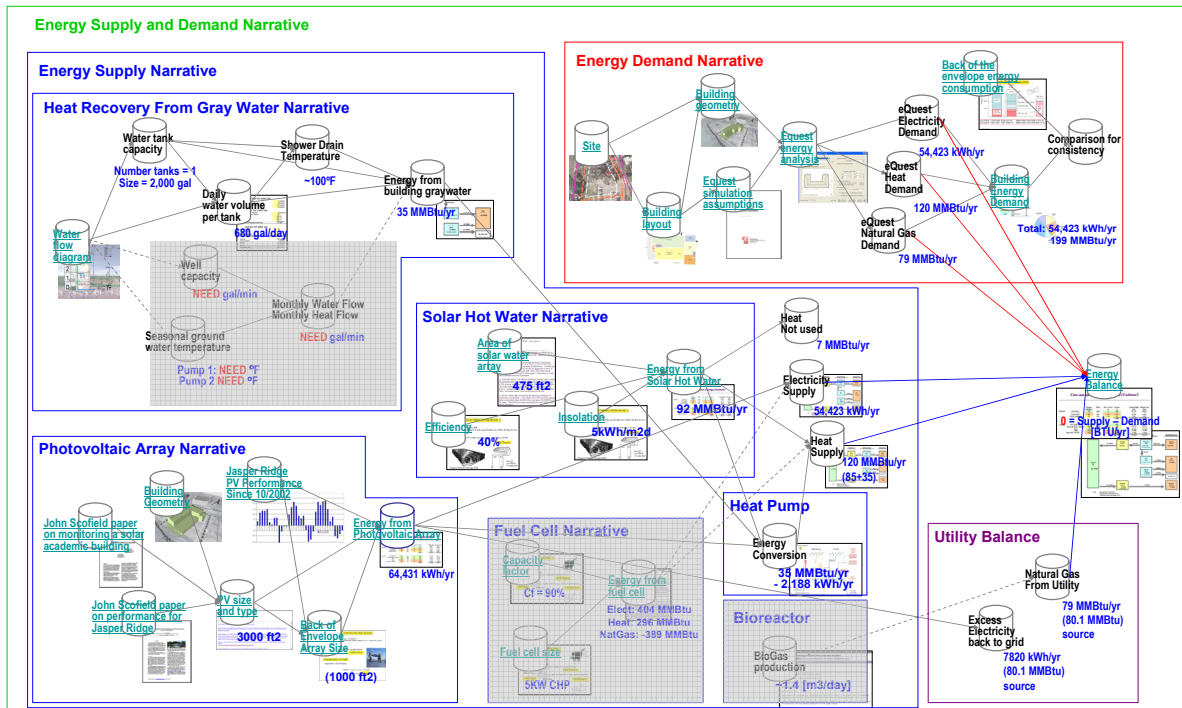 Energy Supply and Demand Narrative
Energy Supply Narrative
Heat Recovery From Gray Water Narrative
Water tank
capacity
Number tanks = 1
Size = 2,000 gal
Shower Drain
Temperature
~100ºF
Daily
water volume
per tank
680 gal/day
Energy from
building graywater
35 MMBtu/yr
Water
flow
diagram
Well
capacity
NEED gal/min
Monthly Water Flow
Monthly Heat Flow
NEED gal/min
Seasonal ground
water temperature
Pump 1: NEED ºF
Pump 2 NEED ºF
Energy Demand Narrative
Site
Building
geometry
Building
layout
Equest
simulation
assumptions
Equest
energy
analysis
eQuest
Electricity
Demand
54,423 kWh/yr
eQuest
Heat
Demand
120 MMBtu/yr
eQuest
Natural Gas
Demand
79 MMBtu/yr
Back of the
envelope energy
consumption
Building
Energy
Demand
Total: 54,423 kWh/yr
199 MMBtu/yr
Comparison for
consistency
Solar Hot Water Narrative
Area of
solar water
array
475 ft2
Efficiency
40%
Insolation
5kWh/m2d
Energy from
Solar Hot Water
92 MMBtu/yr
Heat
Not used
7 MMBtu/yr
Electricity
Supply
54,423 kWh/yr
Heat
Supply
120 MMBtu/yr
(85+35)
Energy
Balance
0 = Supply – Demand
[BTU/yr]
Photovoltaic Array Narrative
Building
Geometry
Jasper Ridge
PV Performance
Since 10/2002
John Scofield paper
on monitoring a solar
academic building
John Scofield paper
on performance for
Jasper Ridge
PV size
and type
3000 ft2
Back of
Envelope
Array Size
(1000 ft2)
Energy from
Photovoltaic Array
64,431 kWh/yr
Fuel Cell Narrative
Capacity
factor
Cf = 90%
Energy from
fuel cell
Elect: 404 MMBtu
Heat: 296 MMBtu
NatGas: -389 MMBtu
Fuel cell size
5KW CHP
Heat Pump
Energy
Conversion
35 MMBtu/yr
- 2188 kWh/yr
Bioreactor
BioGas
production
~1.4 [m3/day]
Utility Balance
Natural Gas
From Utility
79 MMBtu/yr
(80.1 MMBtu)
source
Excess
Electricity
back to grid
7820 kWh/yr
(80.1 MMBtu)
source